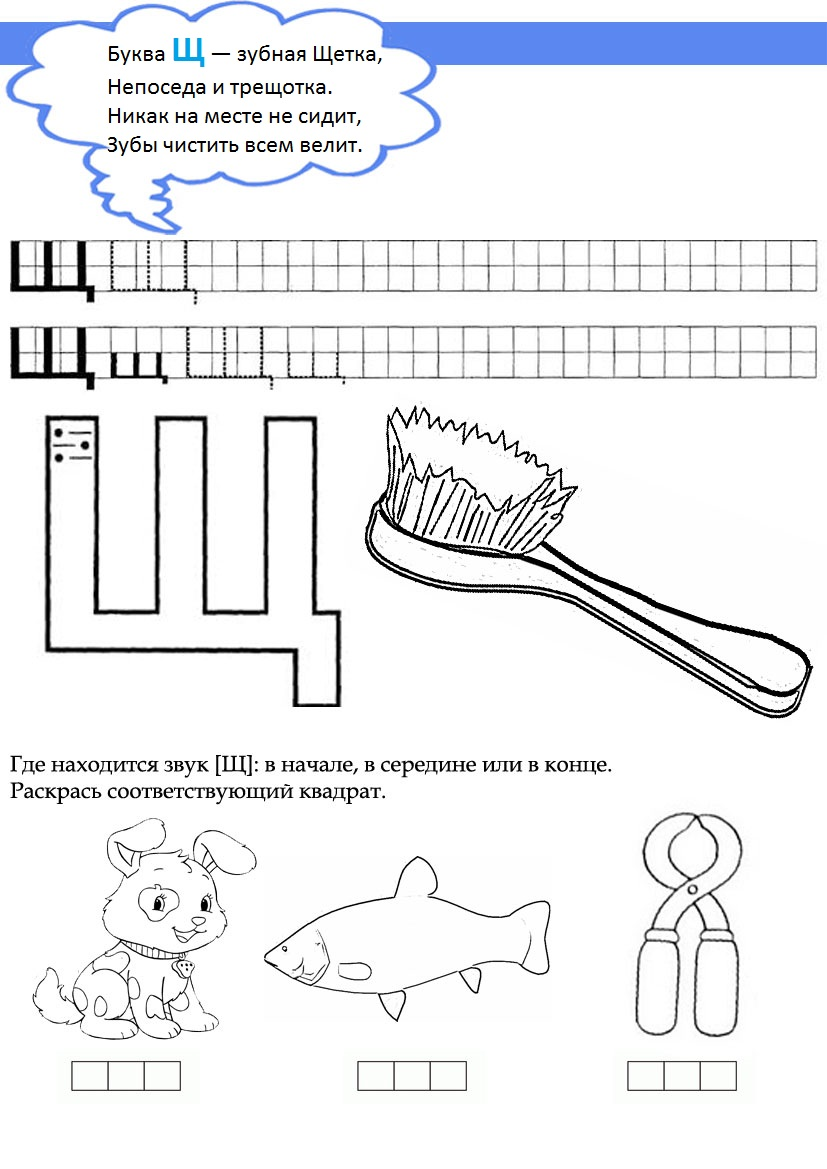 Буква Щ — зубная Щетка,
Непоседа и трещотка.
Никак на месте не сидит,
Зубы чистить всем велит.
Щ
Щ щ
Щ
Где находится звук [Щ]: в начале, в середине или в конце.
Раскрась соответствующий квадрат.